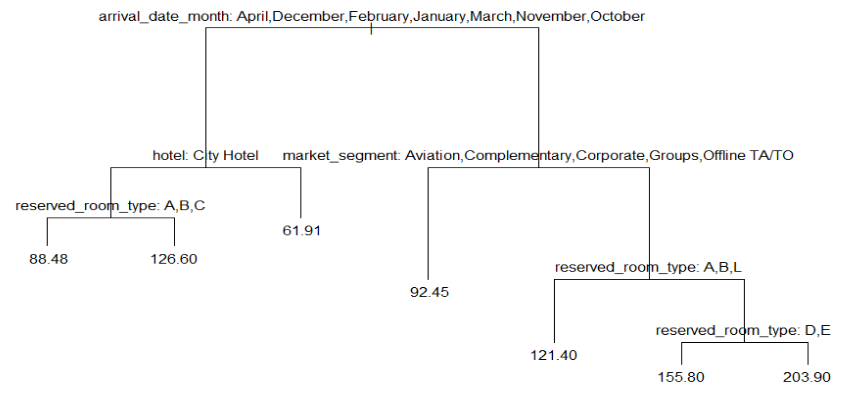 arrival_date_month: April,December,February,January,March,November,October
hotel: City Hotel
market_segment: Aviation,Complementary,Corporate,Groups,Offline TA/TO
reserved_room_type: A,B,C
61.91
88.48
126.60
reserved_room_type: A,B,L
92.45
reserved_room_type: D,E
121.40
155.80
203.90